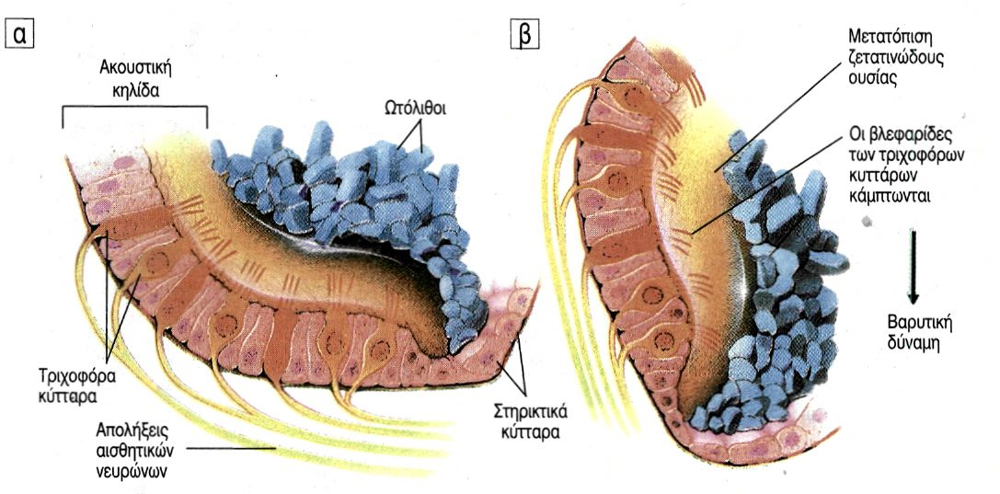 α
Ακουστική
κηλίδα
Ωτόλιθοι
Τριχοφόρα
κύτταρα
Απολήξεις
αισθητικών
νευρώνων
Στηρικτικά
κύτταρα
β
Μετατόπιση
ζετατινώδους
ουσίας
Οι βλεφαρίδες
των τριχοφόρων
κυττάρων
κάμπτωνται
Βαρυτική
δύναμη